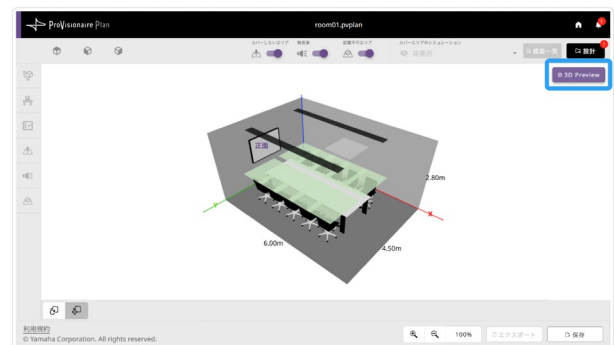 ProVisionaire Plan
room01.pvplan
カバーしたいエリア
発言者
設置不可エリア
カバーエリアのシミュレーション
非表示
機器一覧
設計
3D Preview
正面
2.80m
X
Y
6.00m
4.50m
利用規約
© Yamaha Corporation. All rights reserved.
100%
エクスポート
保存